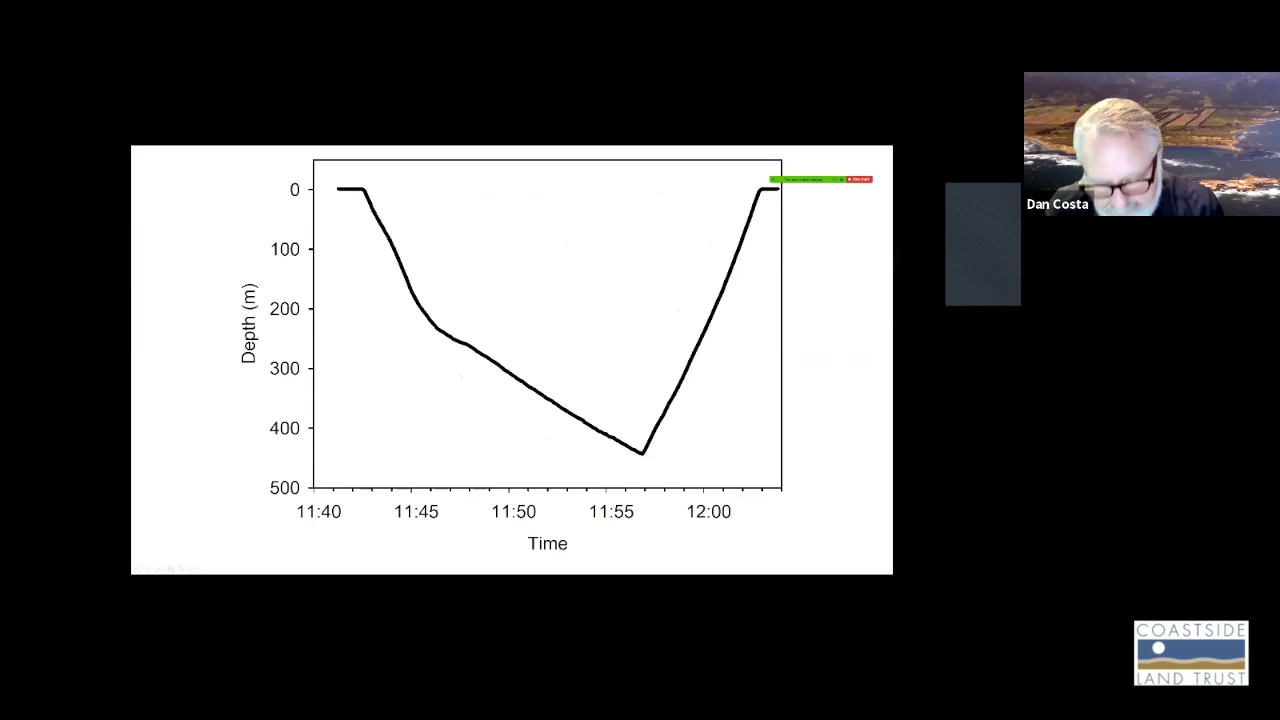 0
100
200
300
400
500
Depth (m)
11:40 11:45 11:50 11:55 12:00
Time
Dan Costa
COASTSIDE
LAND TRUST